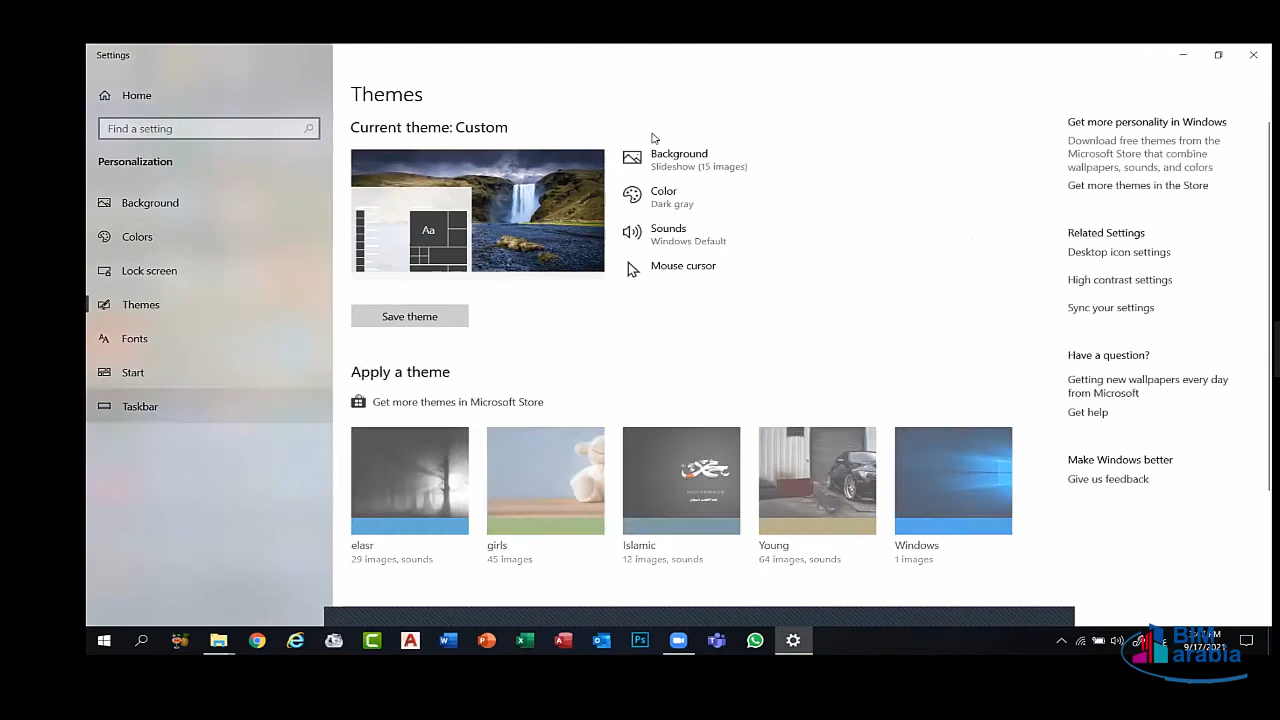 Settings
Home
Find a setting
Personalization
Background
Colors
Lock screen
Themes
Fonts
Start
Taskbar
Themes
Current theme: Custom
Aa
Background
Slideshow (15 images)
Color
Dark gray
Sounds
Windows Default
Mouse cursor
Save theme
Apply a theme
Get more themes in Microsoft Store
elasr
29 images, sounds
girls
45 images
Islamic
12 images, sounds
Young
64 images, sounds
Windows
1 images
Get more personality in Windows
Download free themes from the
Microsoft Store that combine
wallpapers, sounds, and colors
Get more themes in the Store
Related Settings
Desktop icon settings
High contrast settings
Sync your settings
Have a question?
Getting new wallpapers every day
from Microsoft
Get help
Make Windows better
Give us feedback
9/17/2021
BIM
arabia